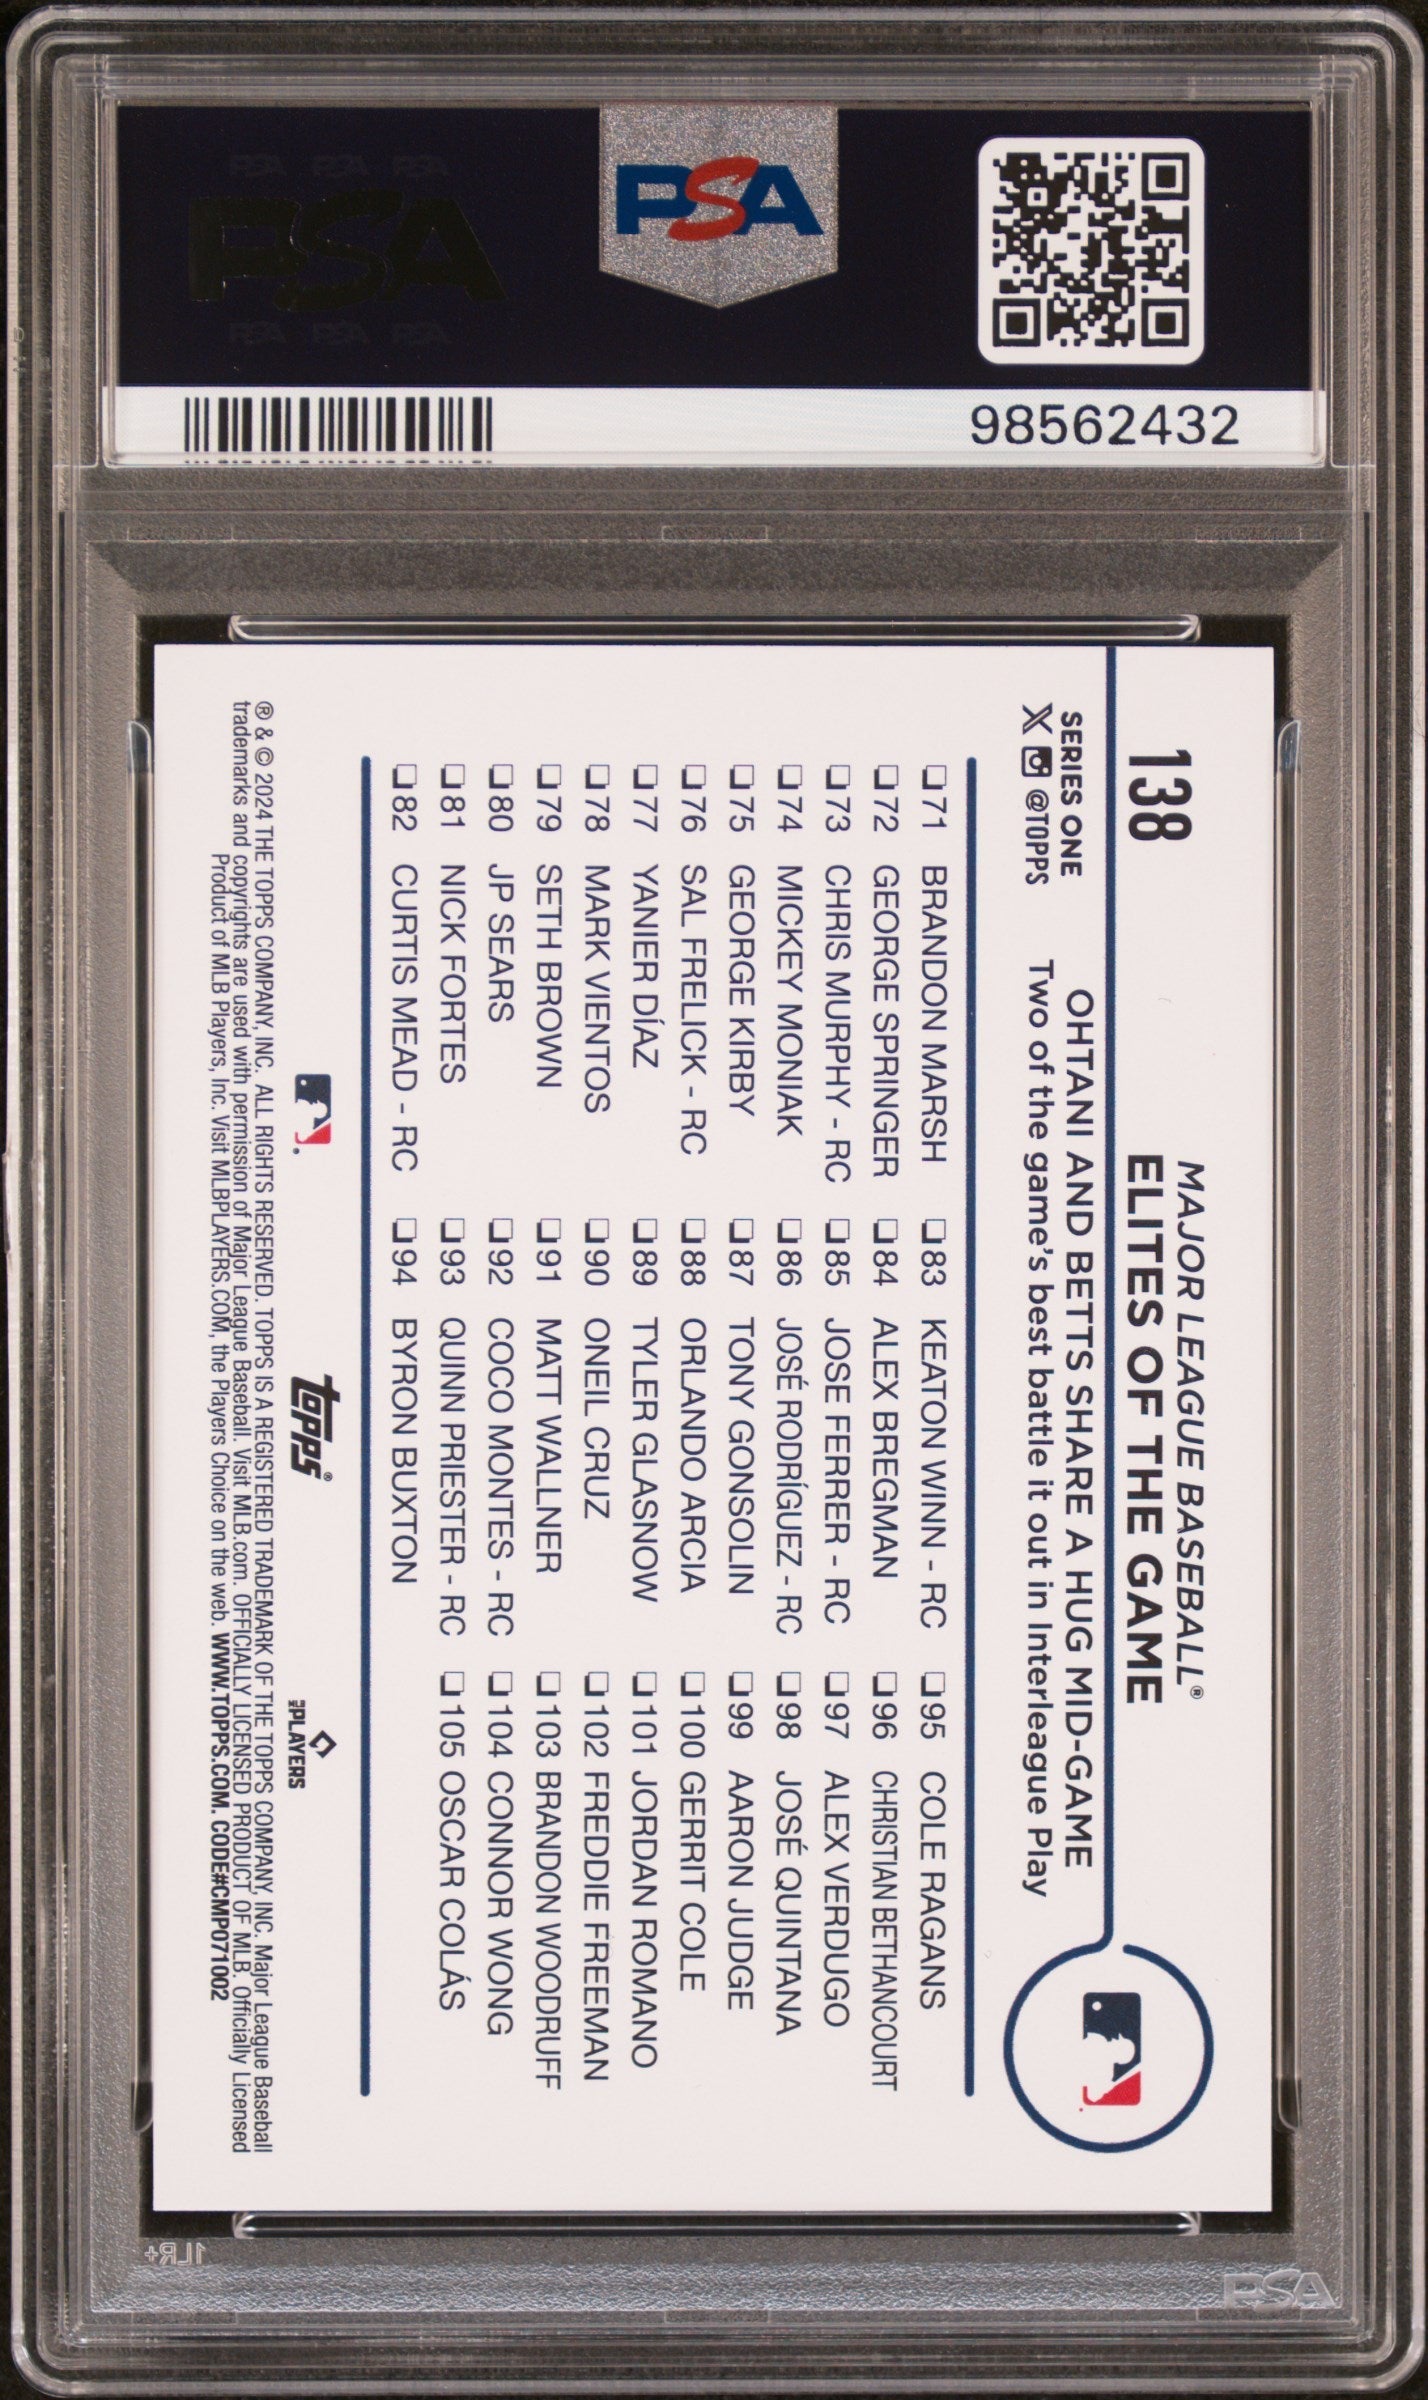 PSA PSA PSA
PSA
PSA PSA PSA
PSA
98562432
138
MAJOR LEAGUE BASEBALL®
ELITES OF THE GAME
SERIES ONE
X @TOPPS
OHTANI AND BETTS SHARE A HUG MID-GAME
Two of the game's best battle it out in Interleague Play
71 BRANDON MARSH
72 GEORGE SPRINGER
73 CHRIS MURPHY - RC
74 MICKEY MONIAK
75 GEORGE KIRBY
76 SAL FRELICK - RC
77 YANIER DÍAZ
78 MARK VIENTOS
79 SETH BROWN
80 JP SEARS
81 NICK FORTES
82 CURTIS MEAD - RC
83 KEATON WINN - RC
84 ALEX BREGMAN
85 JOSE FERRER - RC
86 JOSÉ RODRÍGUEZ - RC
87 TONY GONSOLIN
88 ORLANDO ARCIA
89 TYLER GLASNOW
90 ONEIL CRUZ
91 MATT WALLNER
92 COCO MONTES - RC
93 QUINN PRIESTER - RC
94 BYRON BUXTON
95 COLE RAGANS
96 CHRISTIAN BETHANCOURT
97 ALEX VERDUGO
98 JOSÉ QUINTANA
99 AARON JUDGE
100 GERRIT COLE
101 JORDAN ROMANO
102 FREDDIE FREEMAN
103 BRANDON WOODRUFF
104 CONNOR WONG
105 OSCAR COLÁS
topps®
PLAYERS
® & © 2024 THE TOPPS COMPANY, INC. ALL RIGHTS RESERVED. TOPPS IS A REGISTERED TRADEMARK OF THE TOPPS COMPANY, INC. Major League Baseball
trademarks and copyrights are used with permission of Major League Baseball. Visit MLB.com. OFFICIALLY LICENSED PRODUCT OF MLB. Officially Licensed
Product of MLB Players, Inc. Visit MLBPLAYERS.COM, the Players Choice on the web. WWW.TOPPS.COM. CODE#CMP071002
1LR+
PSA